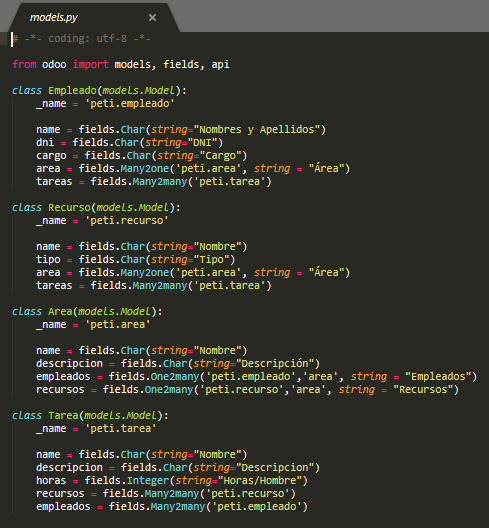 models.py ×
# -*- coding: utf-8 -*-
from odoo import models, fields, api
class Empleado(models.Model):
_name = 'peti.empleado'
name = fields.Char(string="Nombres y Apellidos")
dni = fields.Char(string="DNI")
cargo = fields.Char(string="Cargo")
area = fields.Many2one('peti.area', string = "Área")
tareas = fields.Many2many('peti.tarea')
class Recurso(models.Model):
_name = 'peti.recurso'
name = fields.Char(string="Nombre")
tipo = fields.Char(string="Tipo")
area = fields.Many2one('peti.area', string = "Área")
tareas = fields.Many2many('peti.tarea')
class Area(models.Model):
_name = 'peti.area'
name = fields.Char(string="Nombre")
descripcion = fields.Char(string="Descripción")
empleados = fields.One2many('peti.empleado','area', string = "Empleados")
recursos = fields.One2many('peti.recurso','area', string = "Recursos")
class Tarea(models.Model):
_name = 'peti.tarea'
name = fields.Char(string="Nombre")
descripcion = fields.Char(string="Descripcion")
horas = fields.Integer(string="Horas/Hombre")
recursos = fields.Many2many('peti.recurso')
empleados = fields.Many2many('peti.empleado')